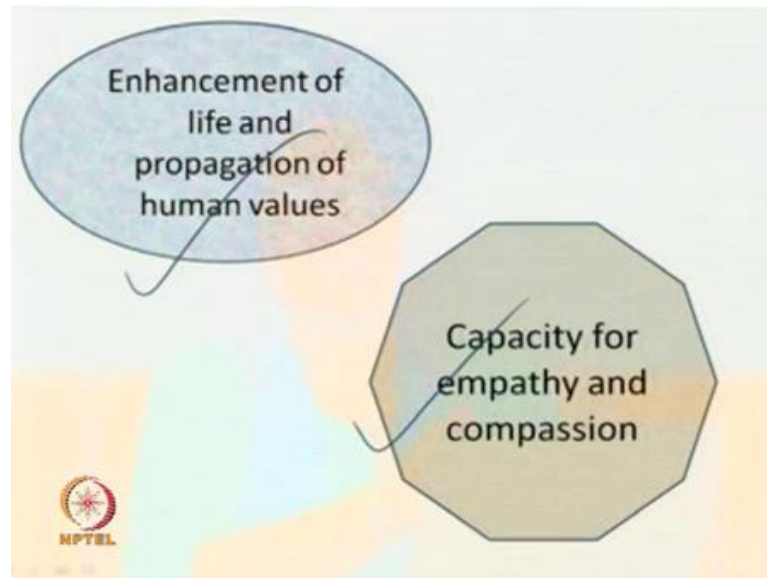 Enhancement of
life and
propagation of
human values
Capacity for
empathy and
compassion
NPTEL